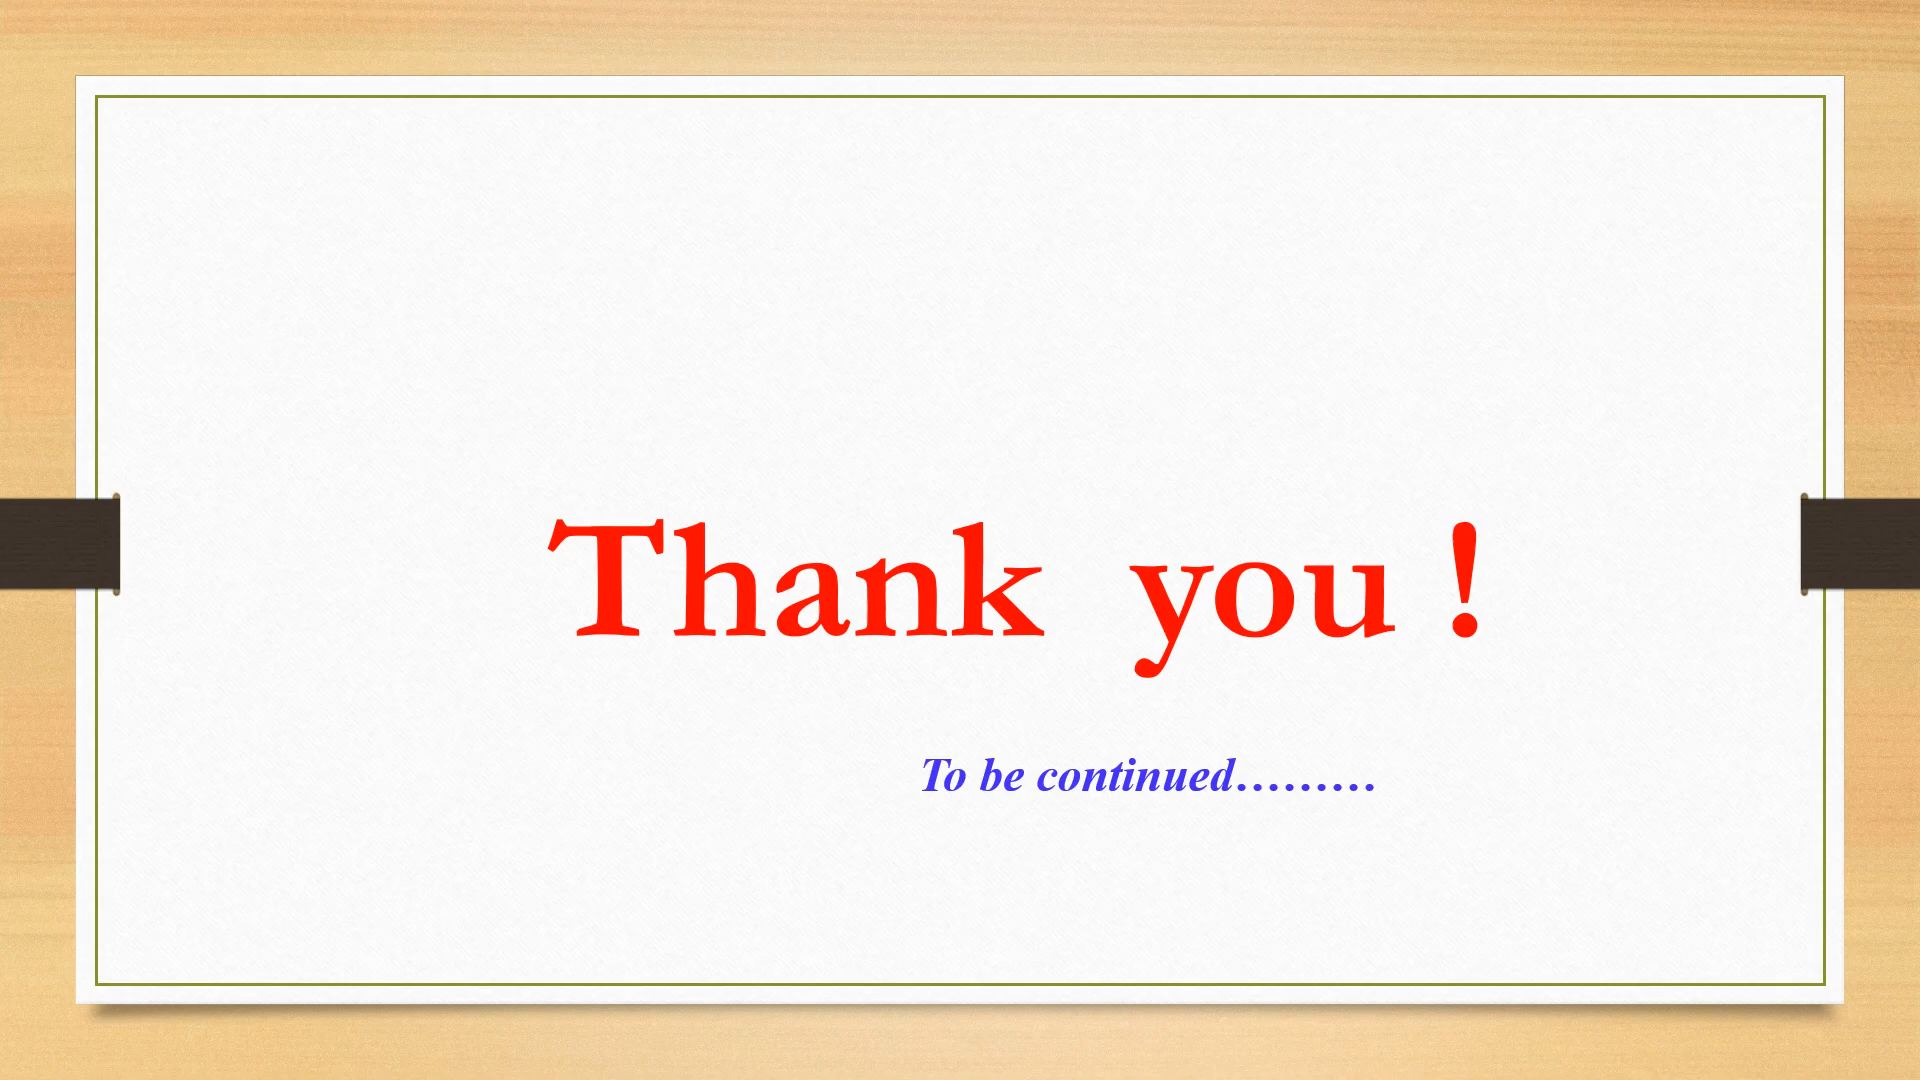 Thank you !
To be continued.........